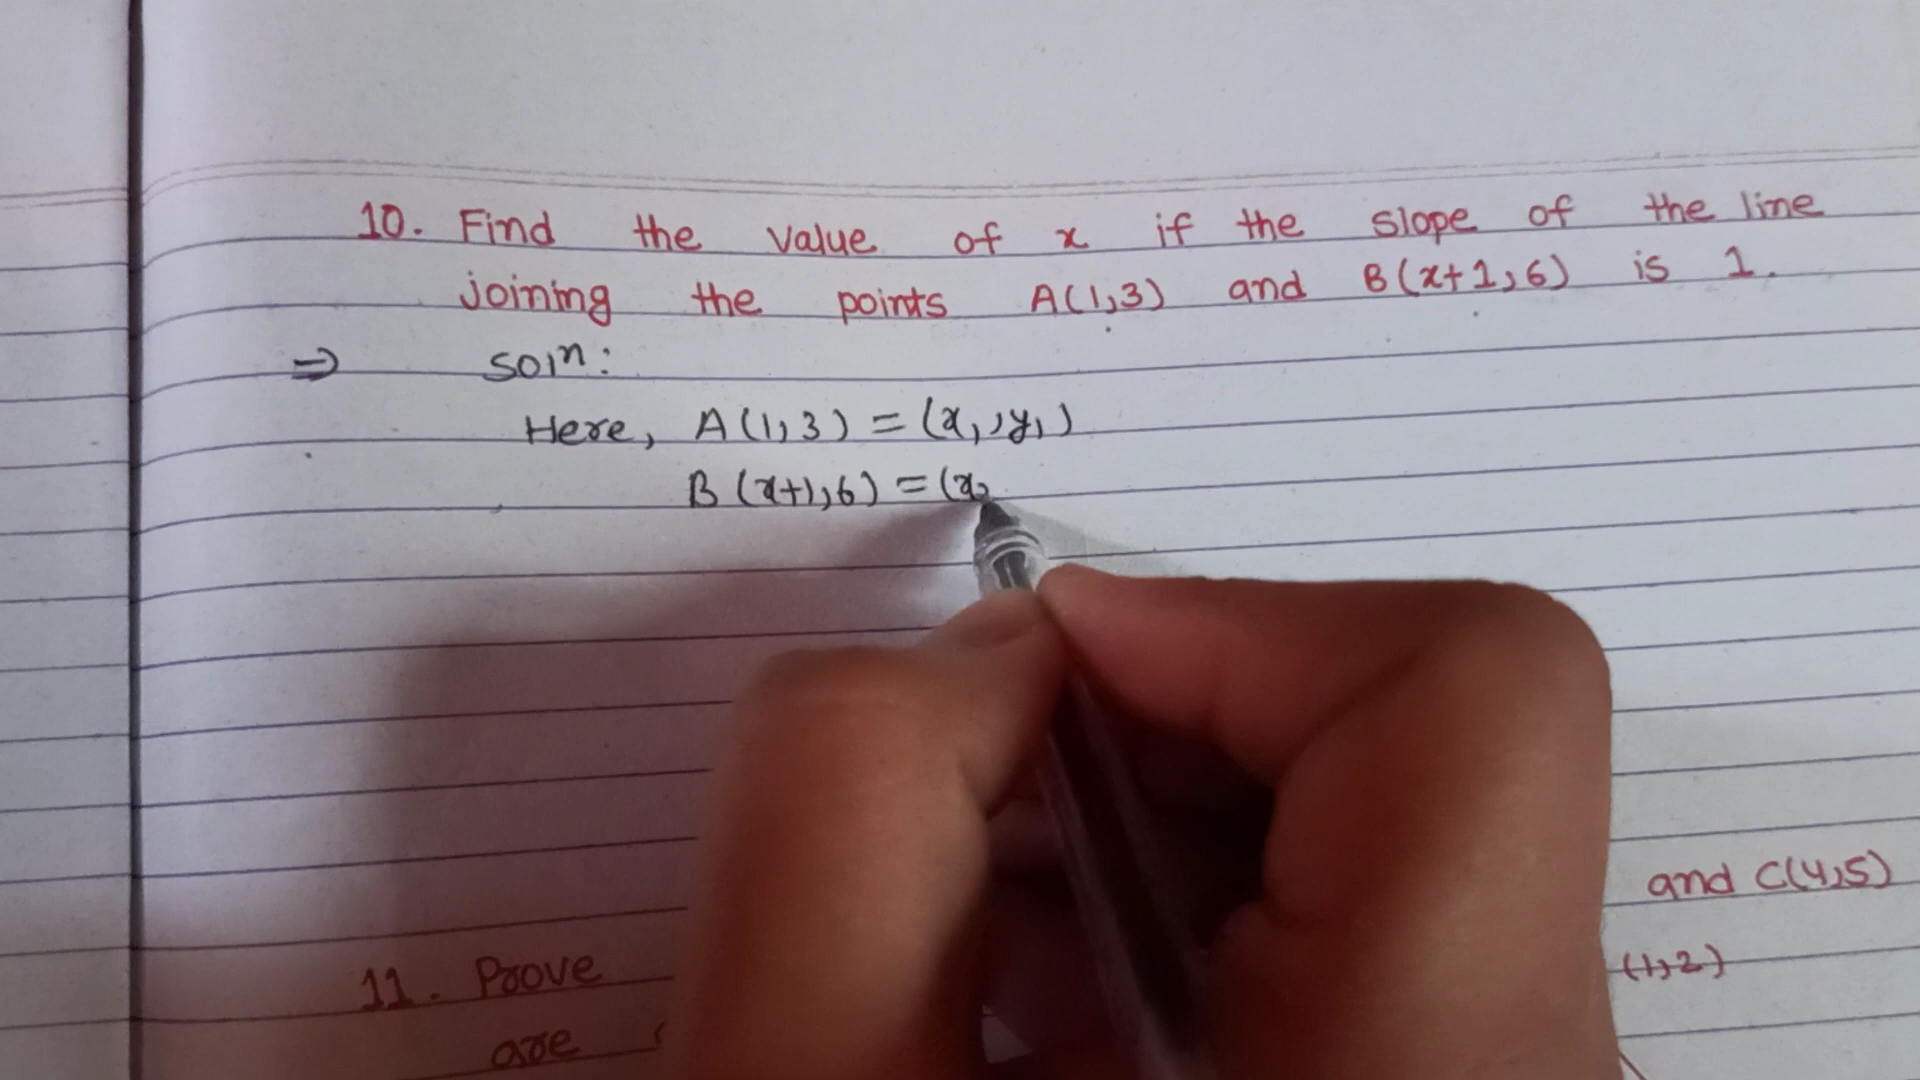 10. Find the value of x if the slope of the line
joining the points A(1,3) and B(x+1,6) is 1.
⇒ Soln:
Here, A(1,3) = (x₁,y₁)
B(x+1,6) = (x₂
and C(4,5)
11. Prove (1,2)
are